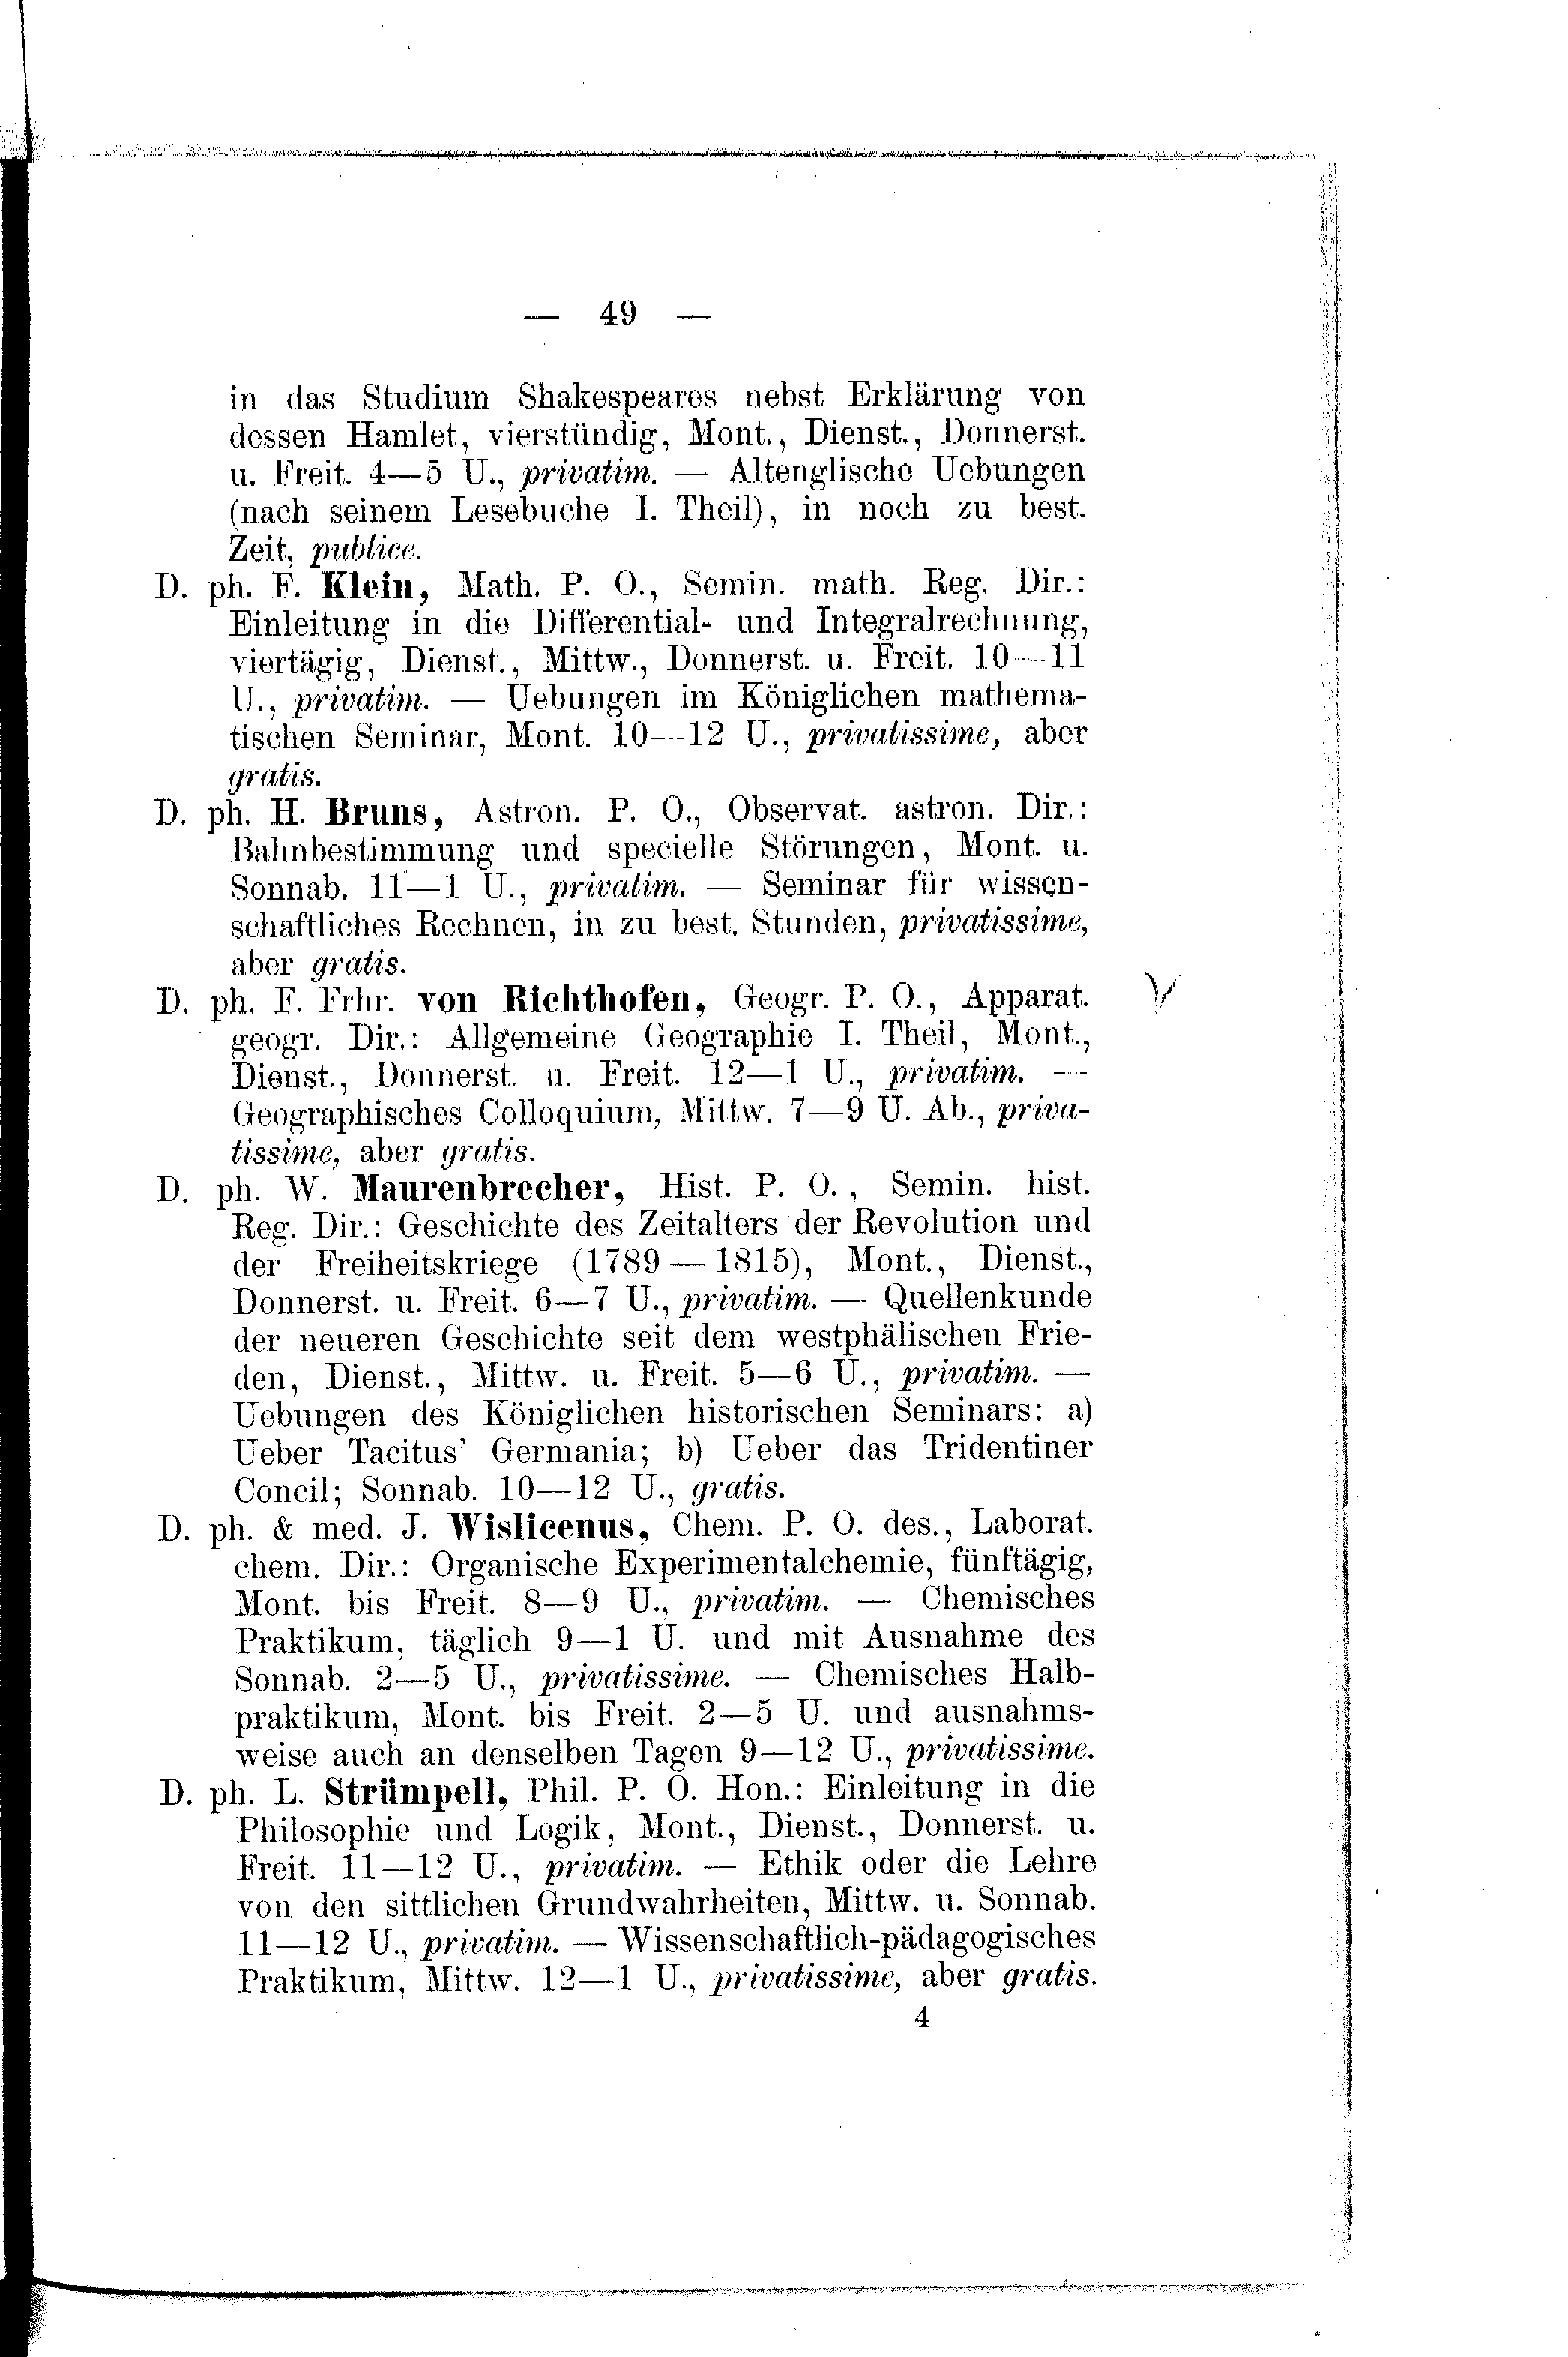 — 49 —
in das Studium Shakespeares nebst Erklärung von
dessen Hamlet, vierstündig, Mont., Dienst., Donnerst.
u. Freit. 4—5 U., privatim. — Altenglische Uebungen
(nach seinem Lesebuche I. Theil), in noch zu best.
Zeit, publice.
D. ph. F. Klein, Math. P. O., Semin. math. Reg. Dir.:
Einleitung in die Differential- und Integralrechnung,
viertägig, Dienst., Mittw., Donnerst. u. Freit. 10—11
U., privatim. — Uebungen im Königlichen mathema-
tischen Seminar, Mont. 10—12 U., privatissime, aber
gratis.
D. ph. H. Bruns, Astron. P. O., Observat. astron. Dir.:
Bahnbestimmung und specielle Störungen, Mont. u.
Sonnab. 11—1 U., privatim. — Seminar für wissen-
schaftliches Rechnen, in zu best. Stunden, privatissime,
aber gratis.
D. ph. F. Frhr. von Richthofen, Geogr. P. O., Apparat.
geogr. Dir.: Allgemeine Geographie I. Theil, Mont.,
Dienst., Donnerst. u. Freit. 12—1 U., privatim. —
Geographisches Colloquium, Mittw. 7—9 U. Ab., priva-
tissime, aber gratis.
D. ph. W. Maurenbrecher, Hist. P. O., Semin. hist.
Reg. Dir.: Geschichte des Zeitalters der Revolution und
der Freiheitskriege (1789—1815), Mont., Dienst.,
Donnerst. u. Freit. 6—7 U., privatim. — Quellenkunde
der neueren Geschichte seit dem westphälischen Frie-
den, Dienst., Mittw. u. Freit. 5—6 U., privatim. —
Uebungen des Königlichen historischen Seminars: a)
Ueber Tacitus' Germania; b) Ueber das Tridentiner
Concil; Sonnab. 10—12 U., gratis.
D. ph. & med. J. Wislicenus, Chem. P. O. des., Laborat.
chem. Dir.: Organische Experimentalchemie, fünftägig,
Mont. bis Freit. 8—9 U., privatim. — Chemisches
Praktikum, täglich 9—1 U. und mit Ausnahme des
Sonnab. 2—5 U., privatissime. — Chemisches Halb-
praktikum, Mont. bis Freit. 2—5 U. und ausnahms-
weise auch an denselben Tagen 9—12 U., privatissime.
D. ph. L. Strümpell, Phil. P. O. Hon.: Einleitung in die
Philosophie und Logik, Mont., Dienst., Donnerst. u.
Freit. 11—12 U., privatim. — Ethik oder die Lehre
von den sittlichen Grundwahrheiten, Mittw. u. Sonnab.
11—12 U., privatim. — Wissenschaftlich-pädagogisches
Praktikum, Mittw. 12—1 U., privatissime, aber gratis.
4